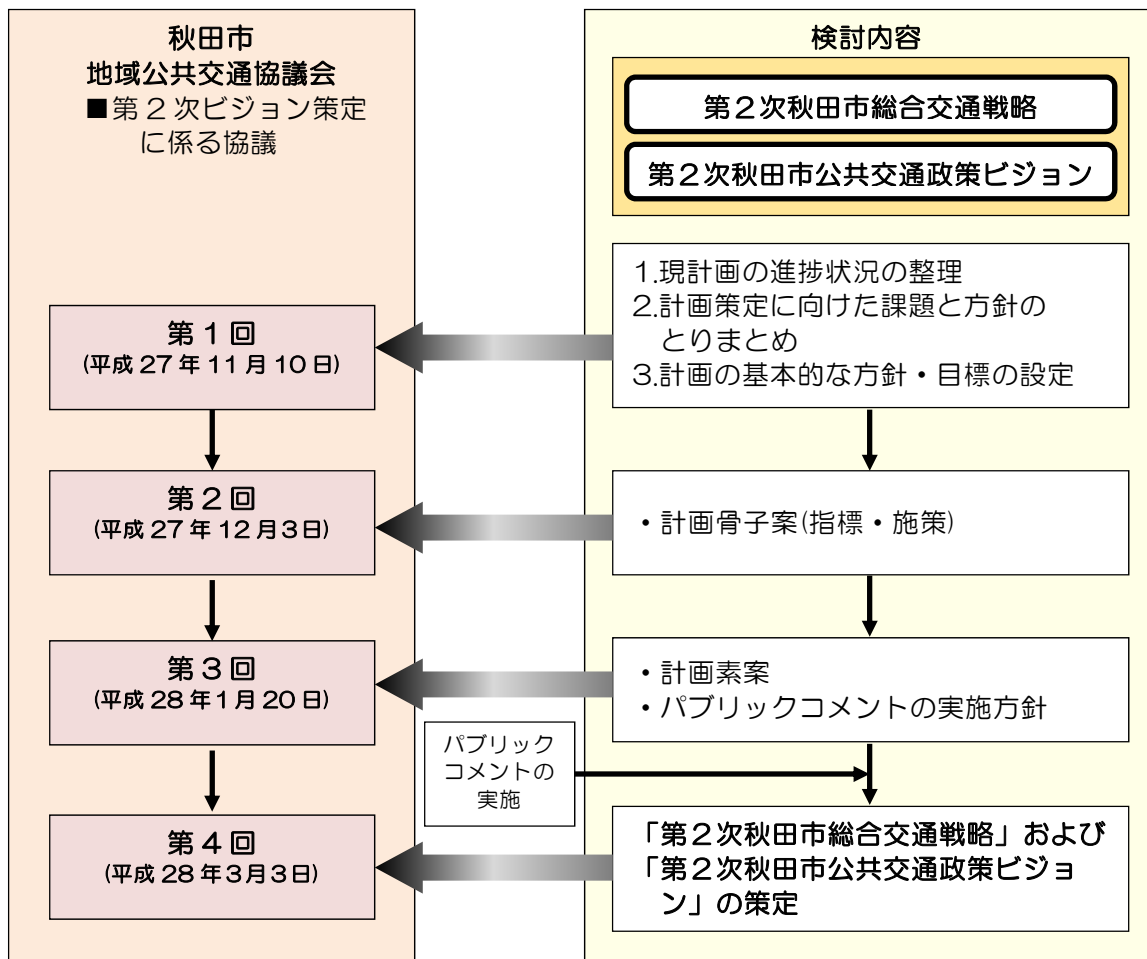 秋田市
地域公共交通協議会
■第2次ビジョン策定
に係る協議
第1回
(平成27年11月10日)
第2回
(平成27年12月3日)
第3回
(平成28年1月20日)
第4回
(平成28年3月3日)
パブリック
コメントの
実施
検討内容
第2次秋田市総合交通戦略
第2次秋田市公共交通政策ビジョン
1.現計画の進捗状況の整理
2.計画策定に向けた課題と方針の
とりまとめ
3.計画の基本的な方針・目標の設定
・計画骨子案(指標・施策)
・計画素案
・パブリックコメントの実施方針
「第2次秋田市総合交通戦略」および
「第2次秋田市公共交通政策ビジョ
ン」の策定